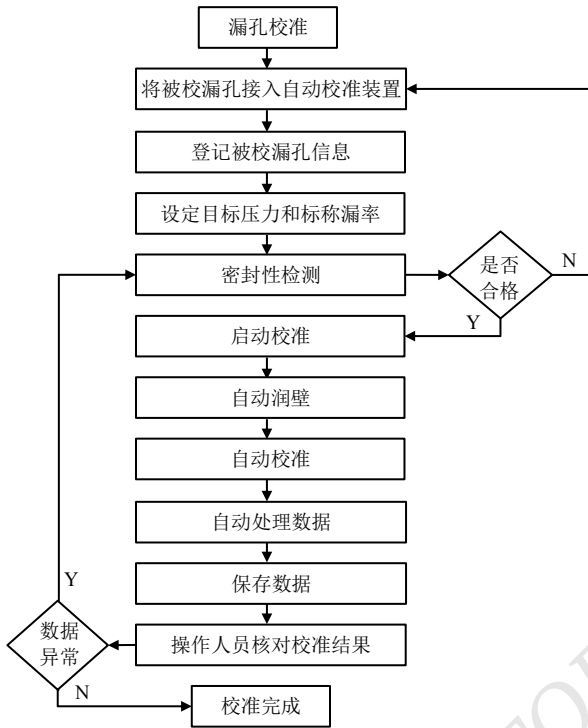 漏孔校准
将被校漏孔接入自动校准装置
登记被校漏孔信息
设定目标压力和标称漏率
密封性检测
是否
合格
N
Y
启动校准
自动润壁
自动校准
自动处理数据
保存数据
Y
数据
异常
操作人员核对校准结果
N
校准完成